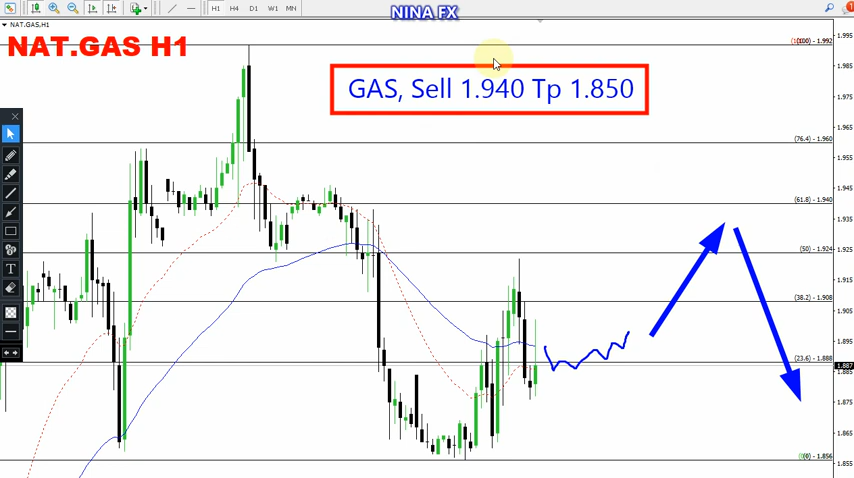 H1 H4 D1 W1 MN
NINA FX
NAT.GAS,H1
NAT.GAS H1
GAS, Sell 1.940 Tp 1.850
(100) - 1.992
(76.4) - 1.960
(61.8) - 1.940
(50) - 1.924
(38.2) - 1.908
(23.6) - 1.888
(0) - 1.856
1.995
1.985
1.975
1.965
1.955
1.945
1.935
1.925
1.915
1.905
1.895
1.887
1.885
1.875
1.865
1.855
T